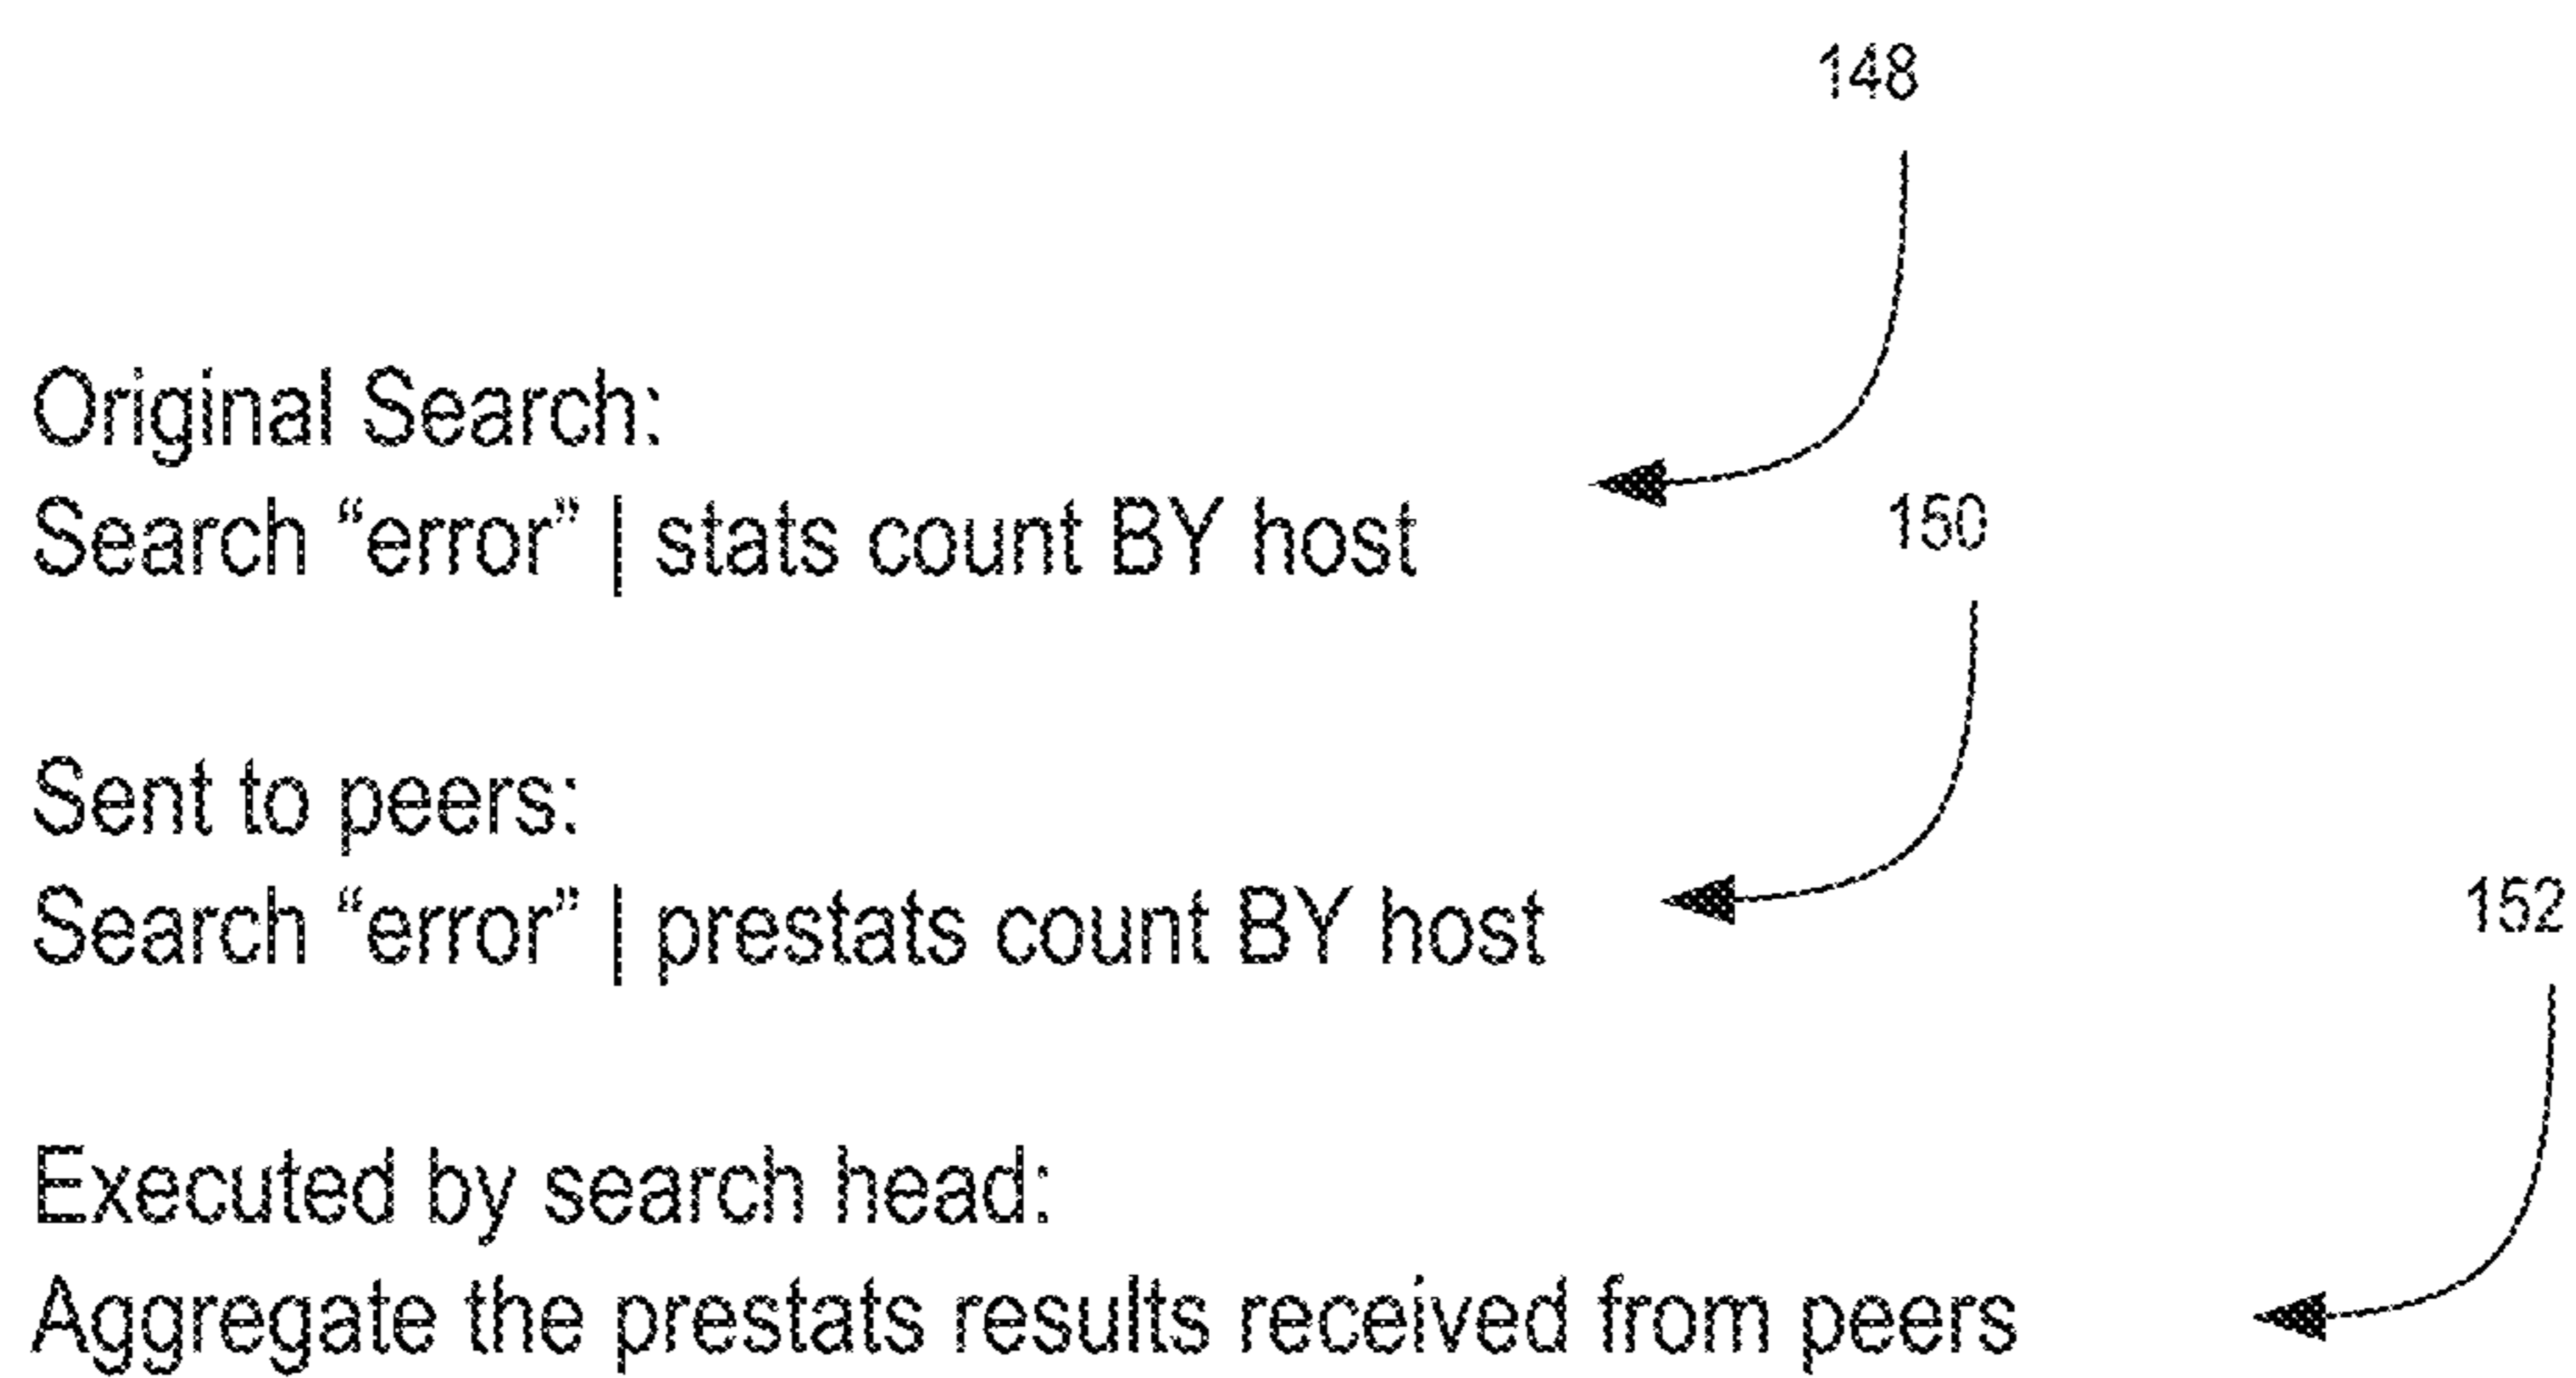 148
Original Search:
Search “error” | stats count BY host
150
Sent to peers:
Search “error” | prestats count BY host
152
Executed by search head:
Aggregate the prestats results received from peers